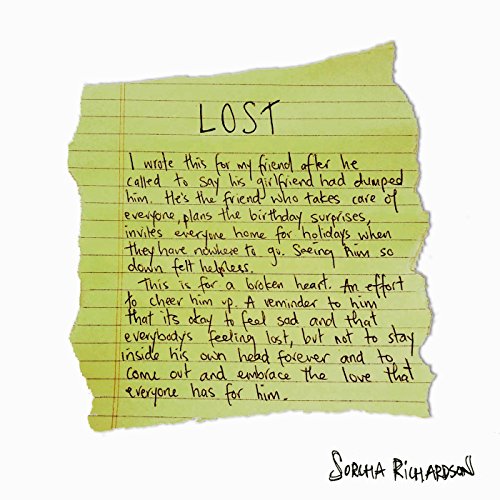 LOST
I wrote this for my friend after he
called to say his girlfriend had dumped
him. He's the friend who takes care of
everyone, plans the birthday surprises,
invites everyone home for holidays when
they have nowhere to go. Seeing him so
down felt helpless.
This is for a broken heart. An effort
to cheer him up. A reminder to him
that its okay to feel sad and that
everybody's feeling lost, but not to stay
inside his own head forever and to
come out and embrace the love that
everyone has for him.
SORCHA RICHARDSON